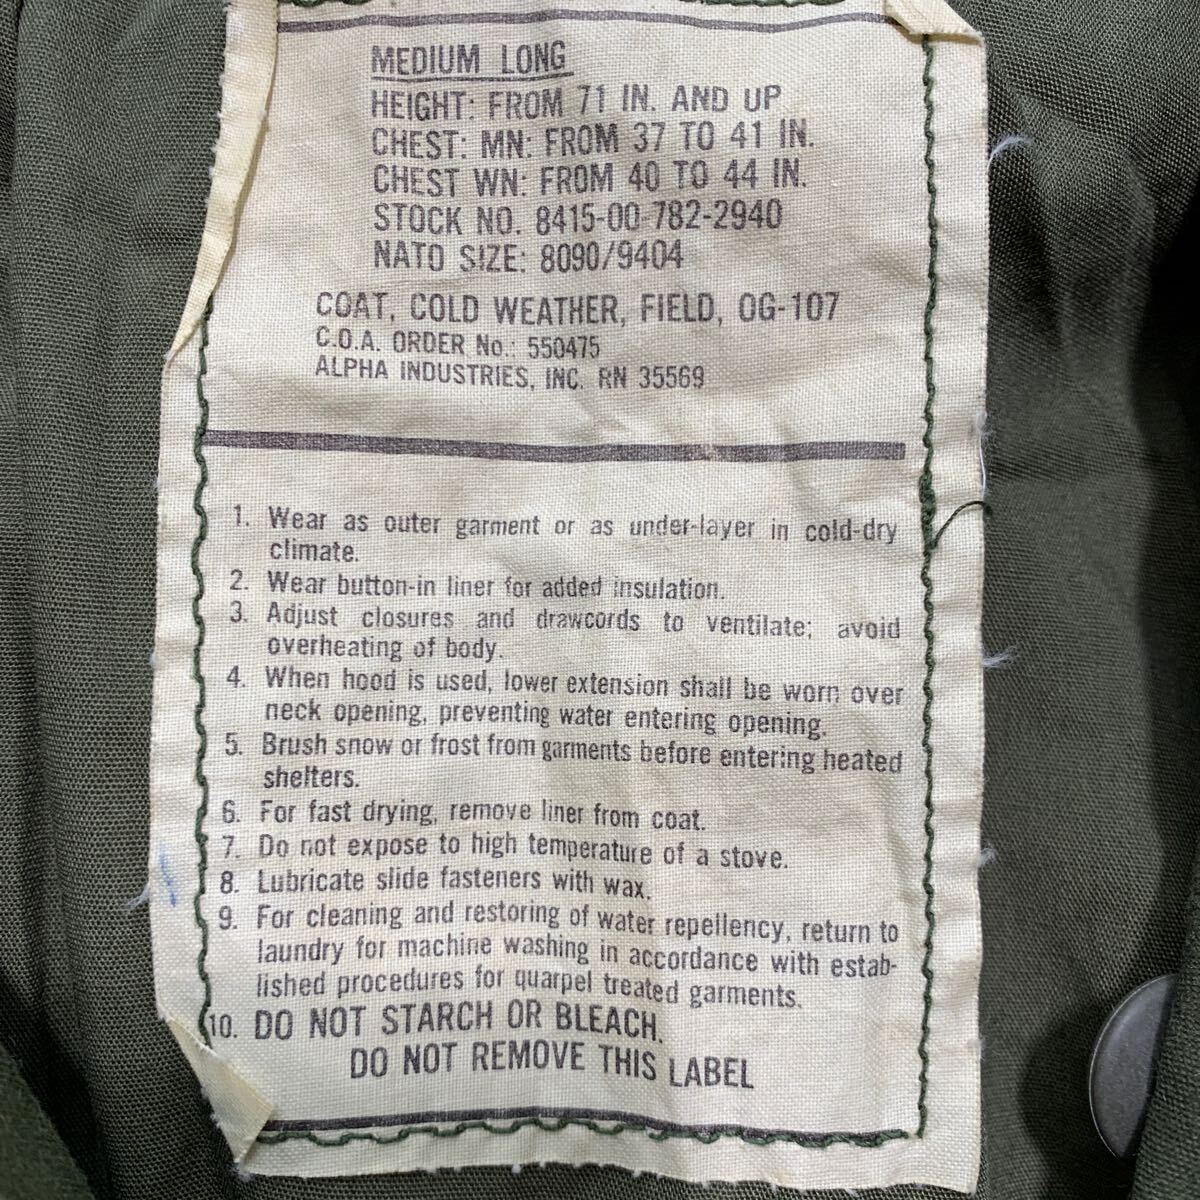 MEDIUM LONG
HEIGHT: FROM 71 IN. AND UP
CHEST: MN: FROM 37 TO 41 IN.
CHEST WN: FROM 40 TO 44 IN.
STOCK NO. 8415-00-782-2940
NATO SIZE: 8090/9404
COAT, COLD WEATHER, FIELD, OG-107
C.O.A. ORDER No.: 550475
ALPHA INDUSTRIES, INC. RN 35569
1. Wear as outer garment or as under-layer in cold-dry
climate.
2. Wear button-in liner for added insulation.
3. Adjust closures and drawcords to ventilate; avoid
overheating of body.
4. When hood is used, lower extension shall be worn over
neck opening, preventing water entering opening.
5. Brush snow or frost from garments before entering heated
shelters.
6. For fast drying, remove liner from coat.
7. Do not expose to high temperature of a stove.
8. Lubricate slide fasteners with wax.
9. For cleaning and restoring of water repellency, return to
laundry for machine washing in accordance with estab-
lished procedures for quarpel treated garments.
10. DO NOT STARCH OR BLEACH.
DO NOT REMOVE THIS LABEL